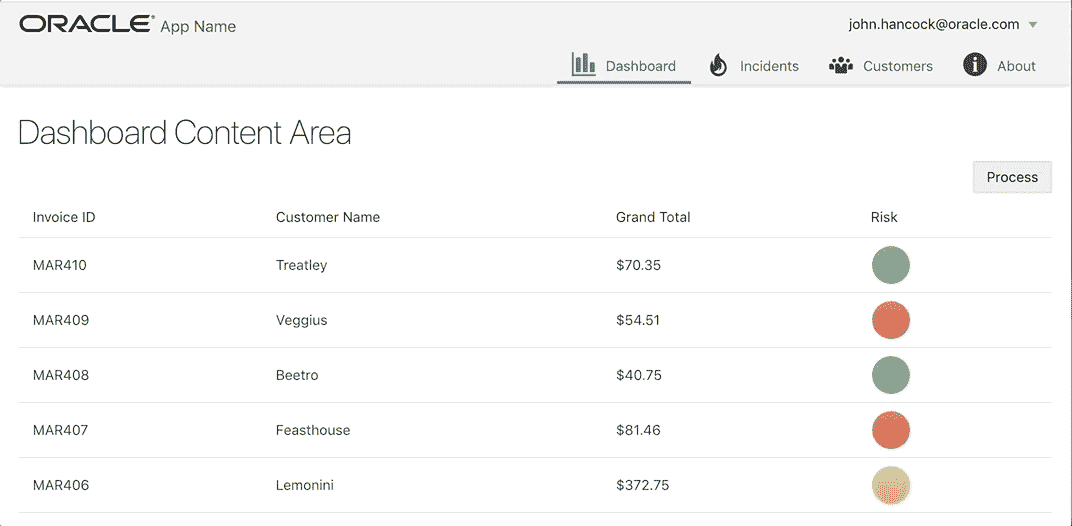 ORACLE® App Name
john.hancock@oracle.com
Dashboard Incidents Customers About
Dashboard Content Area
Process
Invoice ID Customer Name Grand Total Risk
MAR410 Treatley $70.35
MAR409 Veggius $54.51
MAR408 Beetro $40.75
MAR407 Feasthouse $81.46
MAR406 Lemonini $372.75